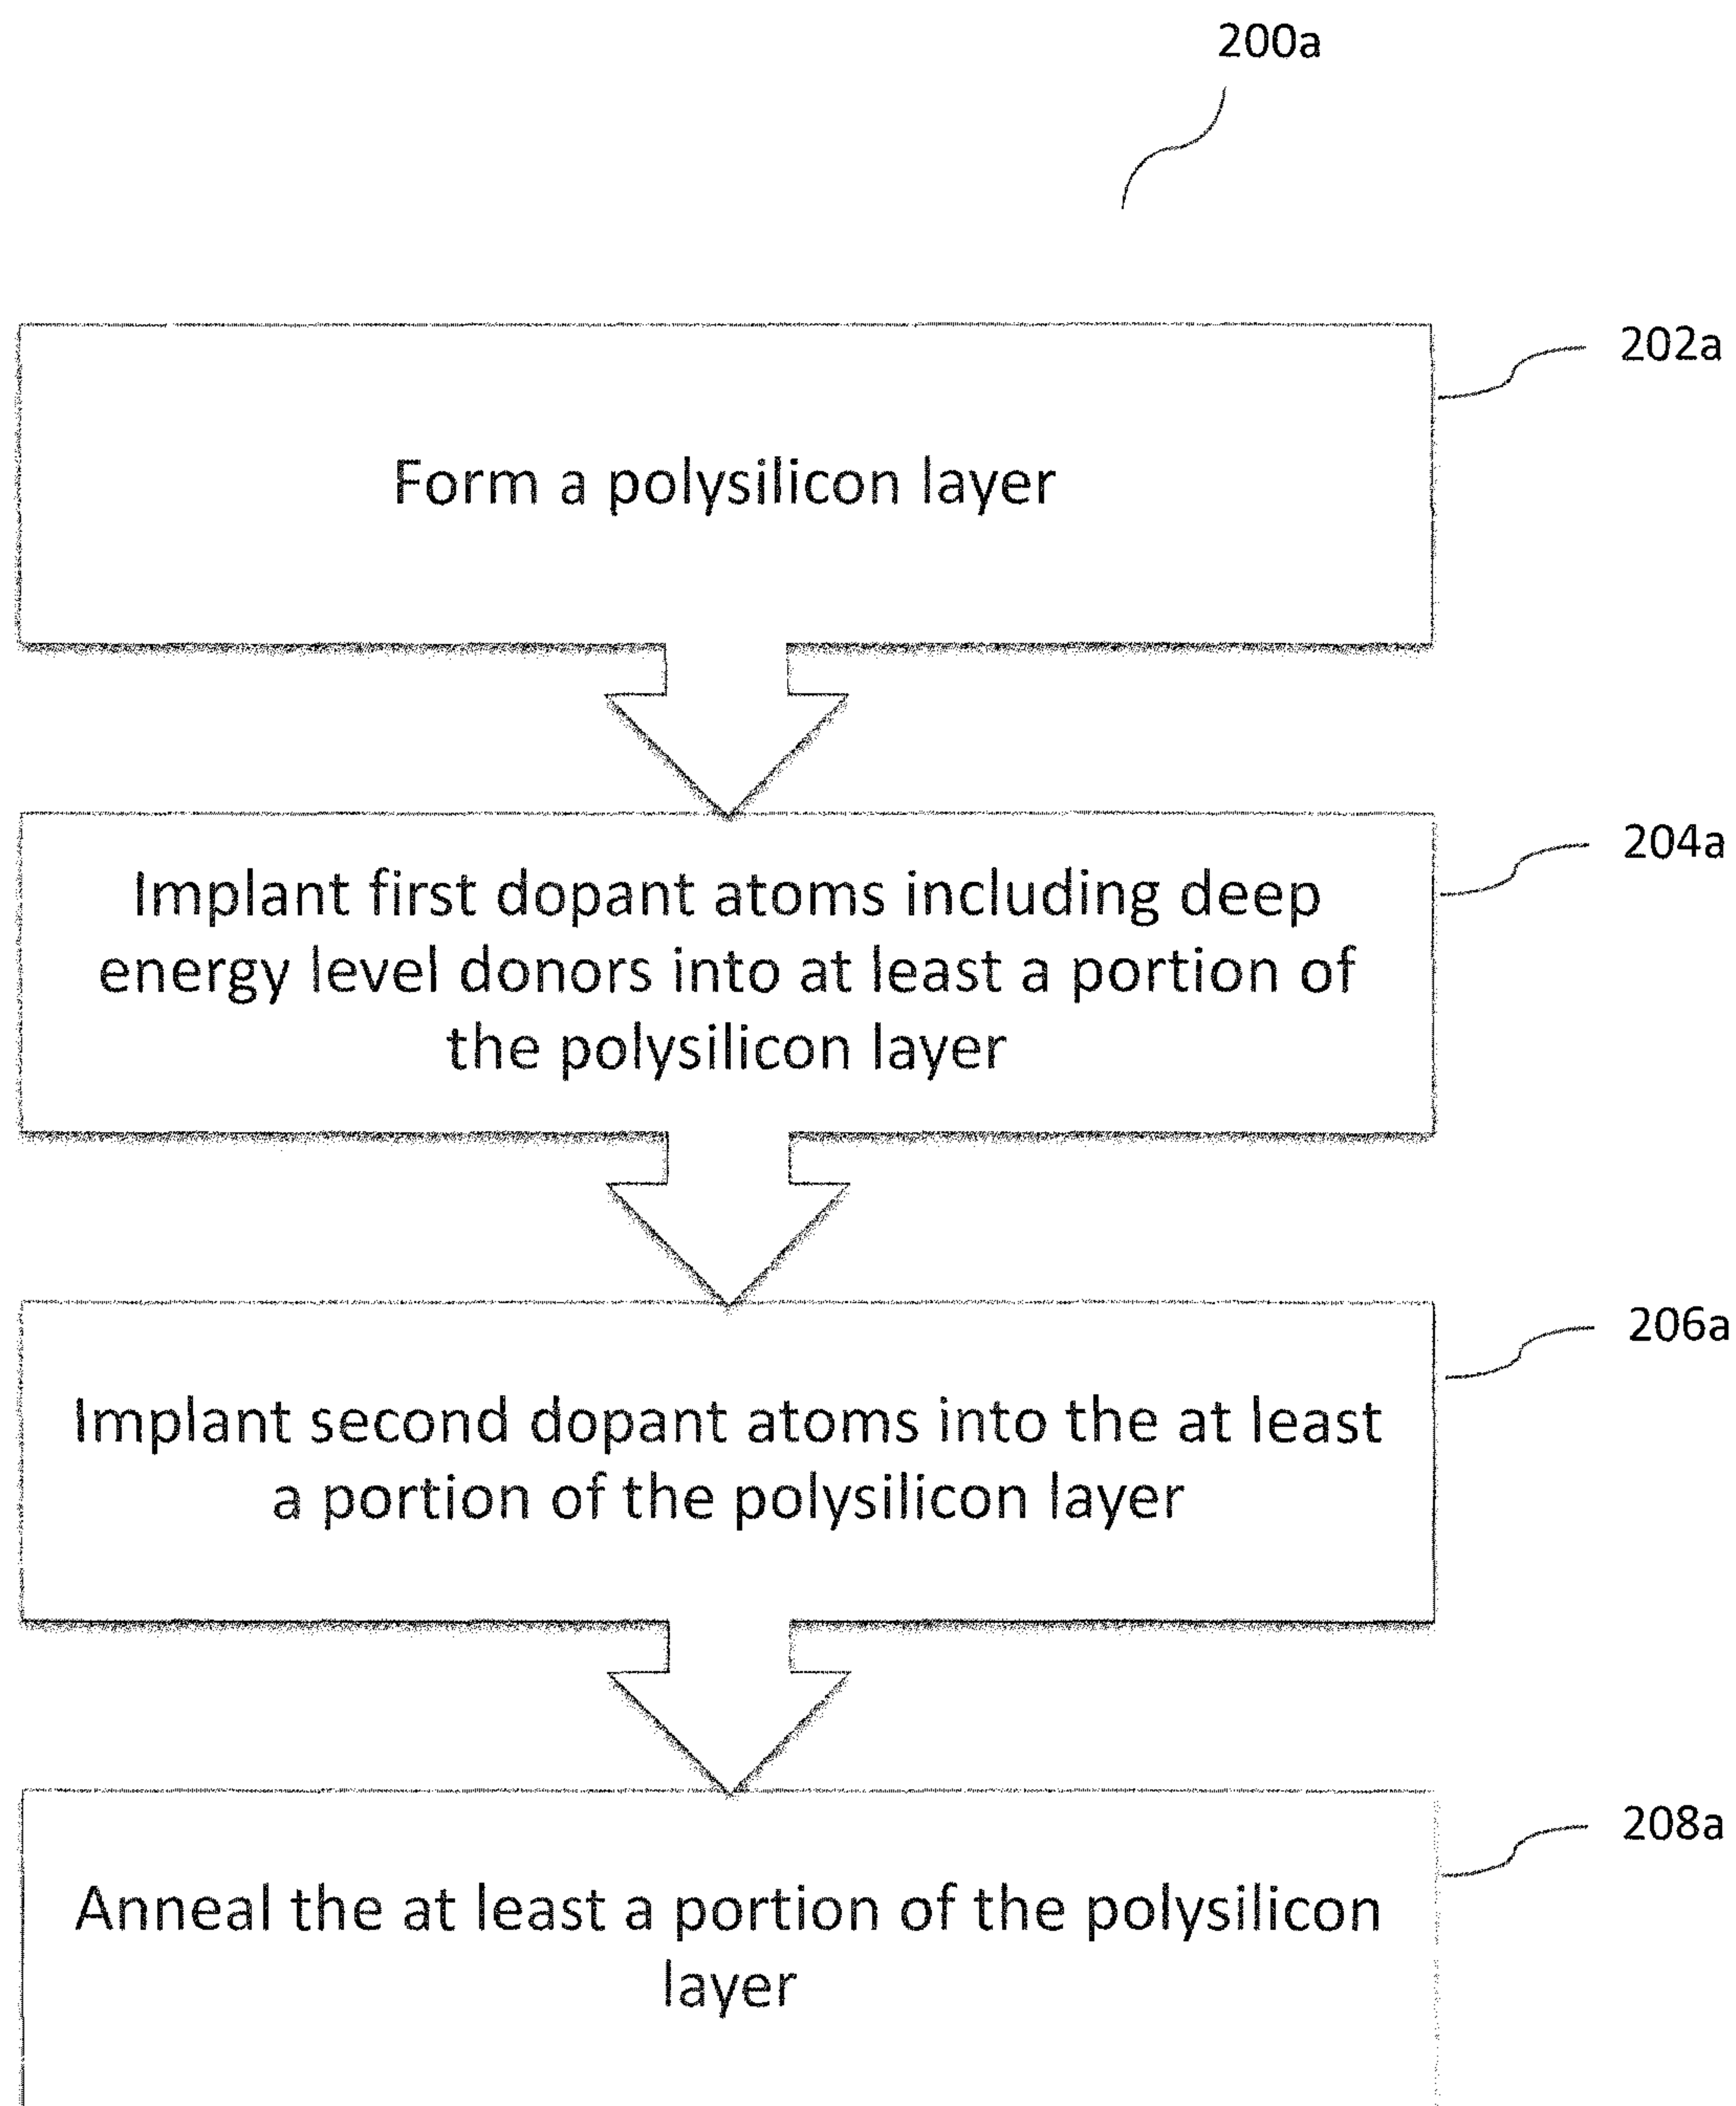 200a
202a
Form a polysilicon layer
204a
Implant first dopant atoms including deep
energy level donors into at least a portion of
the polysilicon layer
206a
Implant second dopant atoms into the at least
a portion of the polysilicon layer
208a
Anneal the at least a portion of the polysilicon
layer